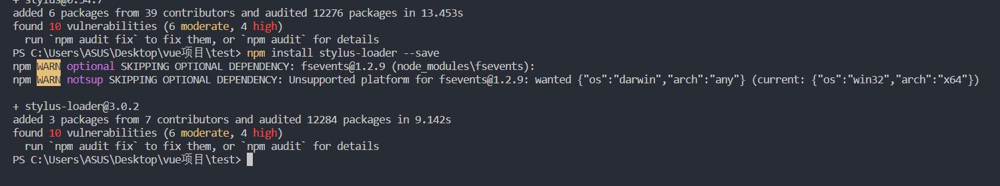 + stylus@0.54.7
added 6 packages from 39 contributors and audited 12276 packages in 13.453s
found 10 vulnerabilities (6 moderate, 4 high)
  run `npm audit fix` to fix them, or `npm audit` for details
PS C:\Users\ASUS\Desktop\vue项目\test> npm install stylus-loader --save
npm WARN optional SKIPPING OPTIONAL DEPENDENCY: fsevents@1.2.9 (node_modules\fsevents):
npm WARN notsup SKIPPING OPTIONAL DEPENDENCY: Unsupported platform for fsevents@1.2.9: wanted {"os":"darwin","arch":"any"} (current: {"os":"win32","arch":"x64"})
+ stylus-loader@3.0.2
added 3 packages from 7 contributors and audited 12284 packages in 9.142s
found 10 vulnerabilities (6 moderate, 4 high)
  run `npm audit fix` to fix them, or `npm audit` for details
PS C:\Users\ASUS\Desktop\vue项目\test>